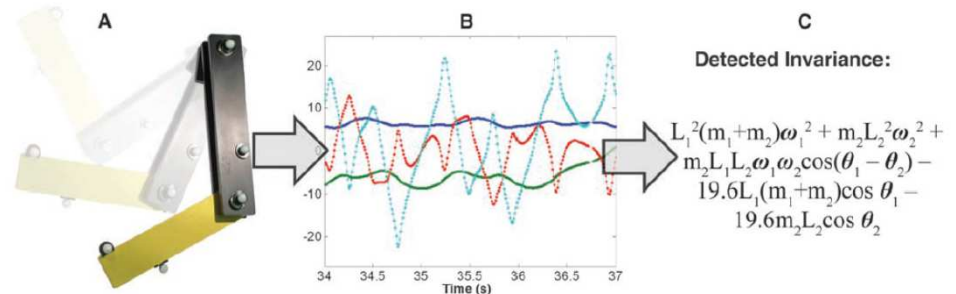 A
B
C
Detected Invariance:
20
10
0
-10
-20
34
34.5
35
35.5
36
36.5
37
Time (s)
L₁²(m₁+m₂)ω₁² + m₂L₂²ω₂² +
m₂L₁L₂ω₁ω₂cos(θ₁ − θ₂) −
19.6L₁(m₁+m₂)cos θ₁−
19.6m₂L₂cos θ₂